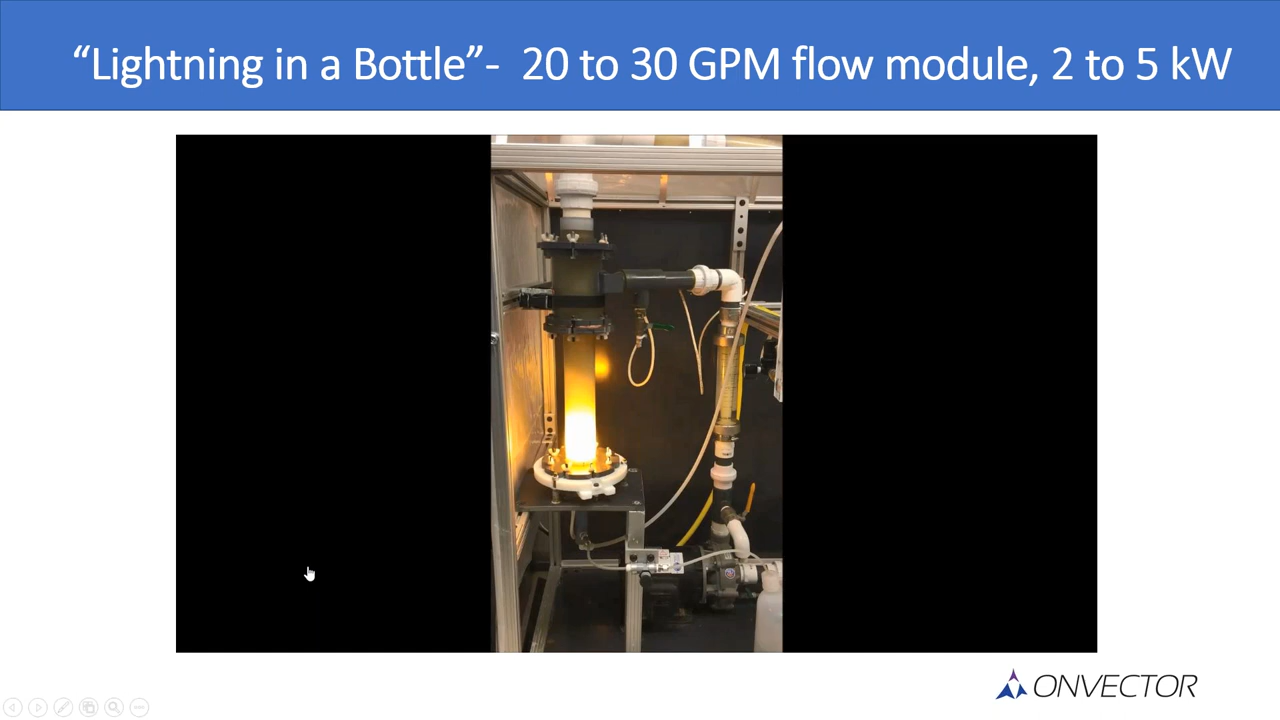 “Lightning in a Bottle”-  20 to 30 GPM flow module, 2 to 5 kW
ONVECTOR